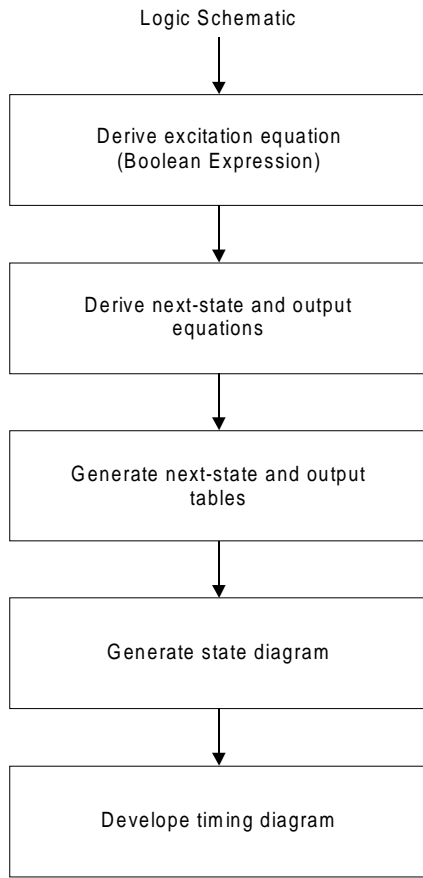 Logic Schematic
Derive excitation equation
(Boolean Expression)
Derive next-state and output
equations
Generate next-state and output
tables
Generate state diagram
Develope timing diagram